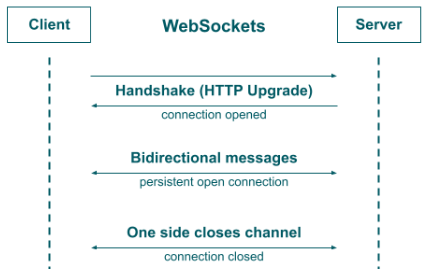 Client
WebSockets
Server
Handshake (HTTP Upgrade)
connection opened
Bidirectional messages
persistent open connection
One side closes channel
connection closed